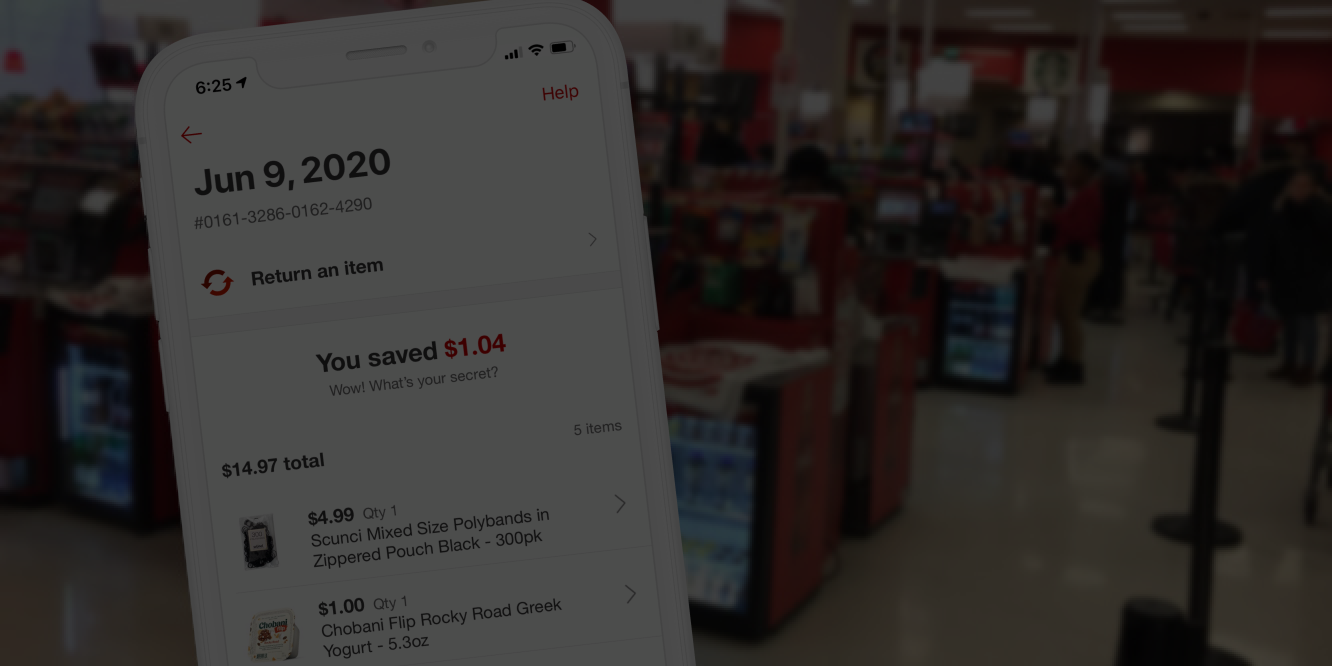 6:25
Help
Jun 9, 2020
#0161-3286-0162-4290
Return an item
You saved $1.04
Wow! What's your secret?
5 items
$14.97 total
$4.99 Qty 1
Scunci Mixed Size Polybands in
Zippered Pouch Black - 300pk
$1.00 Qty 1
Chobani Flip Rocky Road Greek
Yogurt - 5.3oz
Chobani